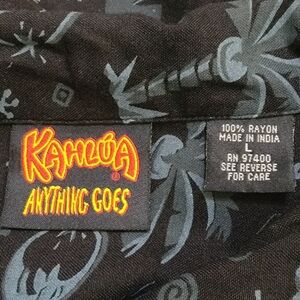 KAHLÚA
ANYTHING GOES
100% RAYON
MADE IN INDIA
L
RN 97400
SEE REVERSE
FOR CARE